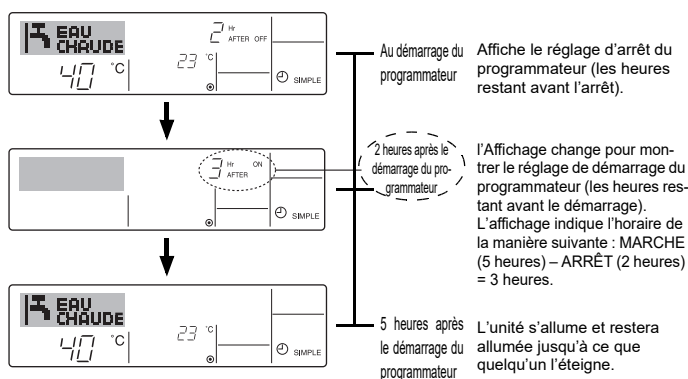 EAU
CHAUDE
2 Hr
AFTER OFF
23 °C
40 °C
SIMPLE
Au démarrage du
programmateur
Affiche le réglage d'arrêt du
programmateur (les heures
restant avant l'arrêt).
3 Hr ON
AFTER
SIMPLE
2 heures après le
démarrage du pro-
grammateur
l'Affichage change pour mon-
trer le réglage de démarrage du
programmateur (les heures res-
tant avant le démarrage).
L'affichage indique l'horaire de
la manière suivante : MARCHE
(5 heures) – ARRÊT (2 heures)
= 3 heures.
EAU
CHAUDE
23 °C
40 °C
SIMPLE
5 heures après
le démarrage du
programmateur
L'unité s'allume et restera
allumée jusqu'à ce que
quelqu'un l'éteigne.